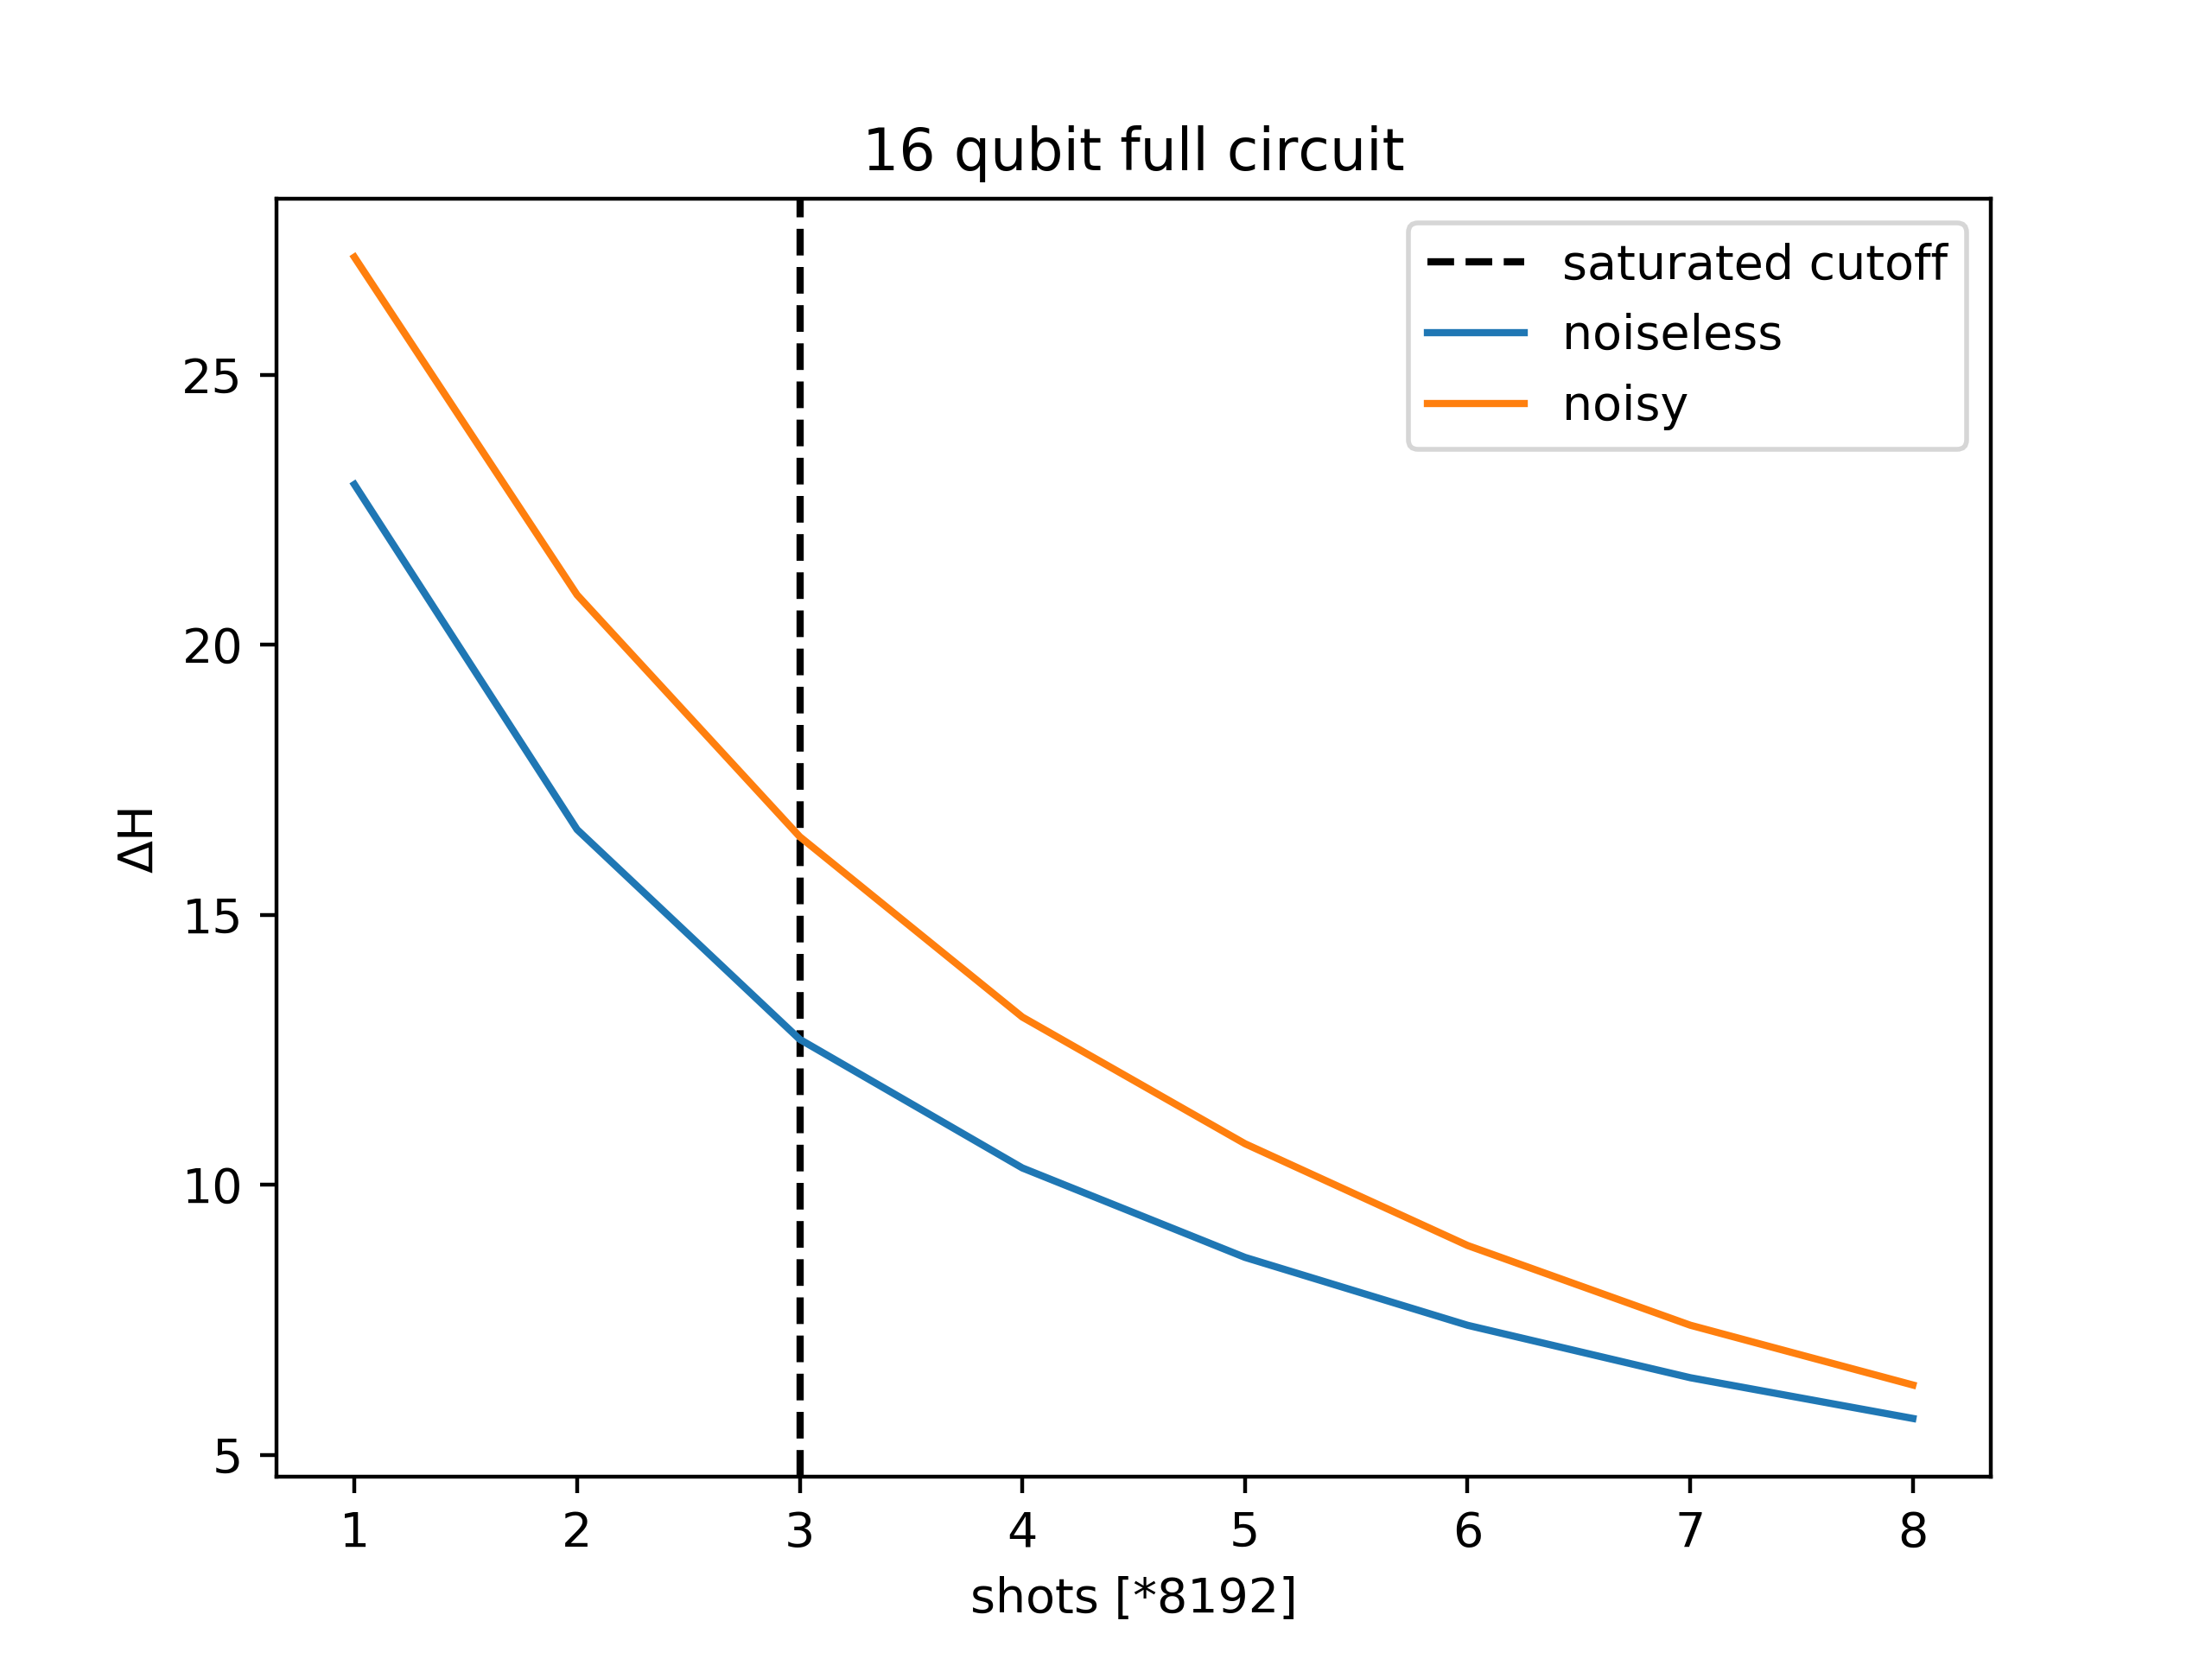 16 qubit full circuit
saturated cutoff
noiseless
noisy
25
20
15
10
5
ΔH
1 2 3 4 5 6 7 8
shots [*8192]